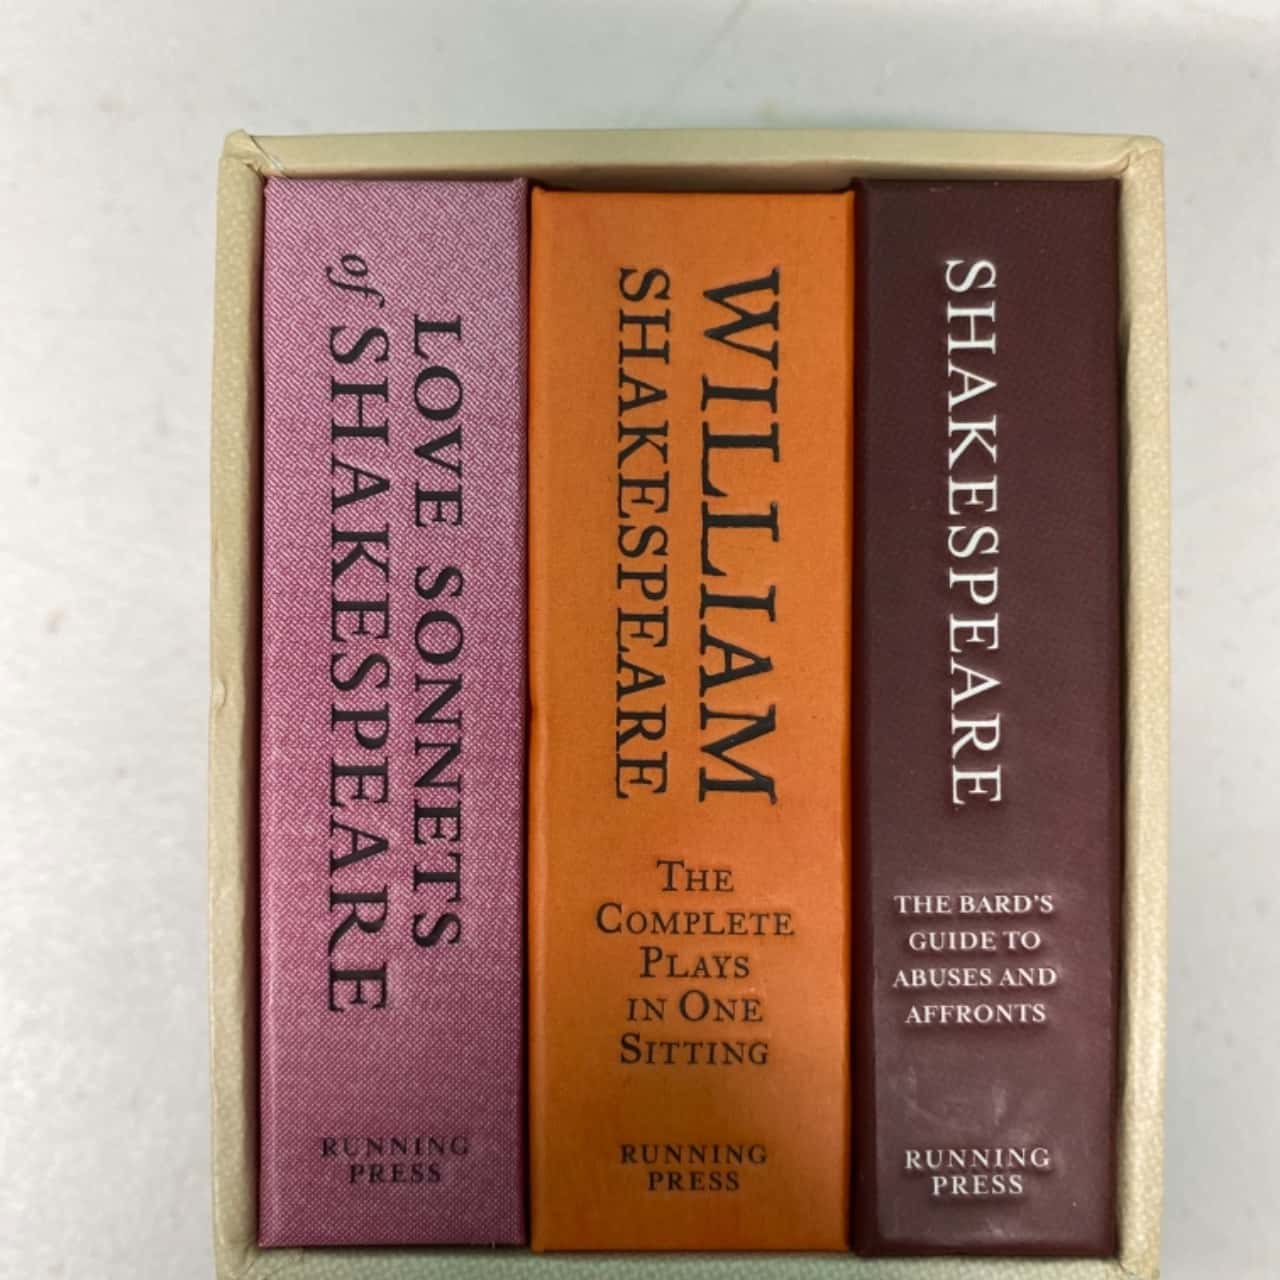 LOVE SONNETS
of SHAKESPEARE
RUNNING
PRESS
WILLIAM
SHAKESPEARE
THE
COMPLETE
PLAYS
IN ONE
SITTING
RUNNING
PRESS
SHAKESPEARE
THE BARD'S
GUIDE TO
ABUSES AND
AFFRONTS
RUNNING
PRESS